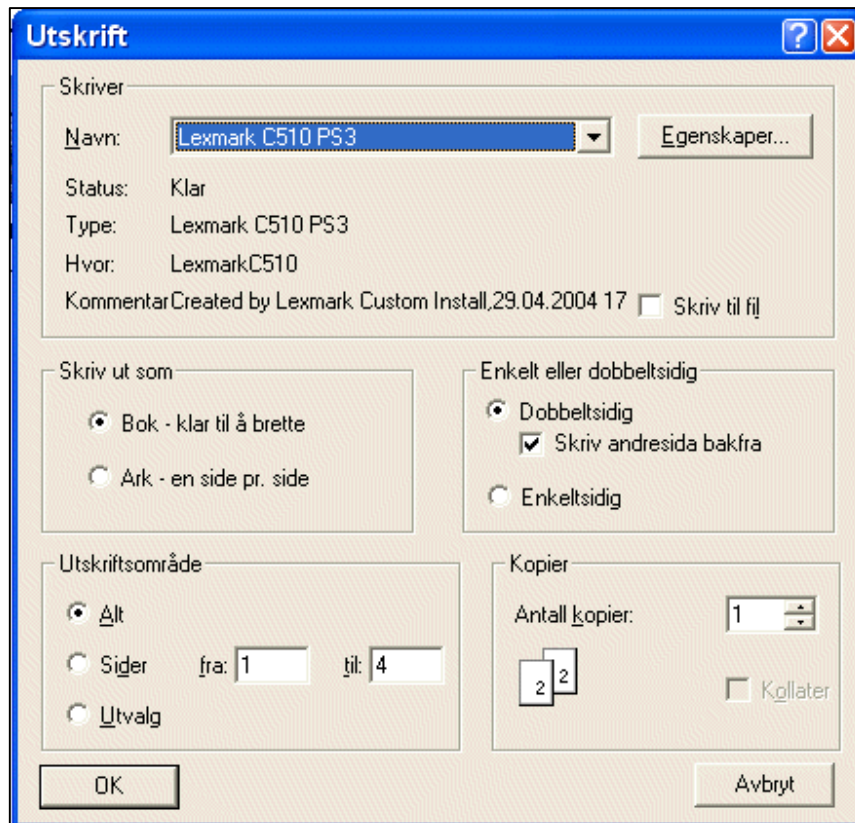 Utskrift
Skriver
Navn: Lexmark C510 PS3 Egenskaper...
Status: Klar
Type: Lexmark C510 PS3
Hvor: LexmarkC510
KommentarCreated by Lexmark Custom Install,29.04.2004 17 Skriv til fil
Skriv ut som
Bok - klar til å brette
Ark - en side pr. side
Enkelt eller dobbeltsidig
Dobbeltsidig
Skriv andresida bakfra
Enkeltsidig
Utskriftsområde
Alt
Sider fra: 1 til: 4
Utvalg
Kopier
Antall kopier: 1
2 2
Kollater
OK Avbryt